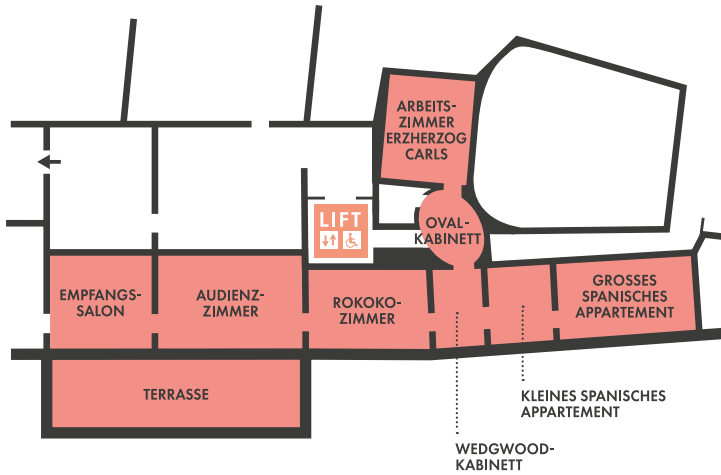 ARBEITS-
ZIMMER
ERZHERZOG
CARLS
LIFT
OVAL-
KABINETT
EMPFANGS-
SALON
AUDIENZ-
ZIMMER
ROKOKO-
ZIMMER
GROSSES
SPANISCHES
APPARTEMENT
TERRASSE
KLEINES SPANISCHES
APPARTEMENT
WEDGWOOD-
KABINETT